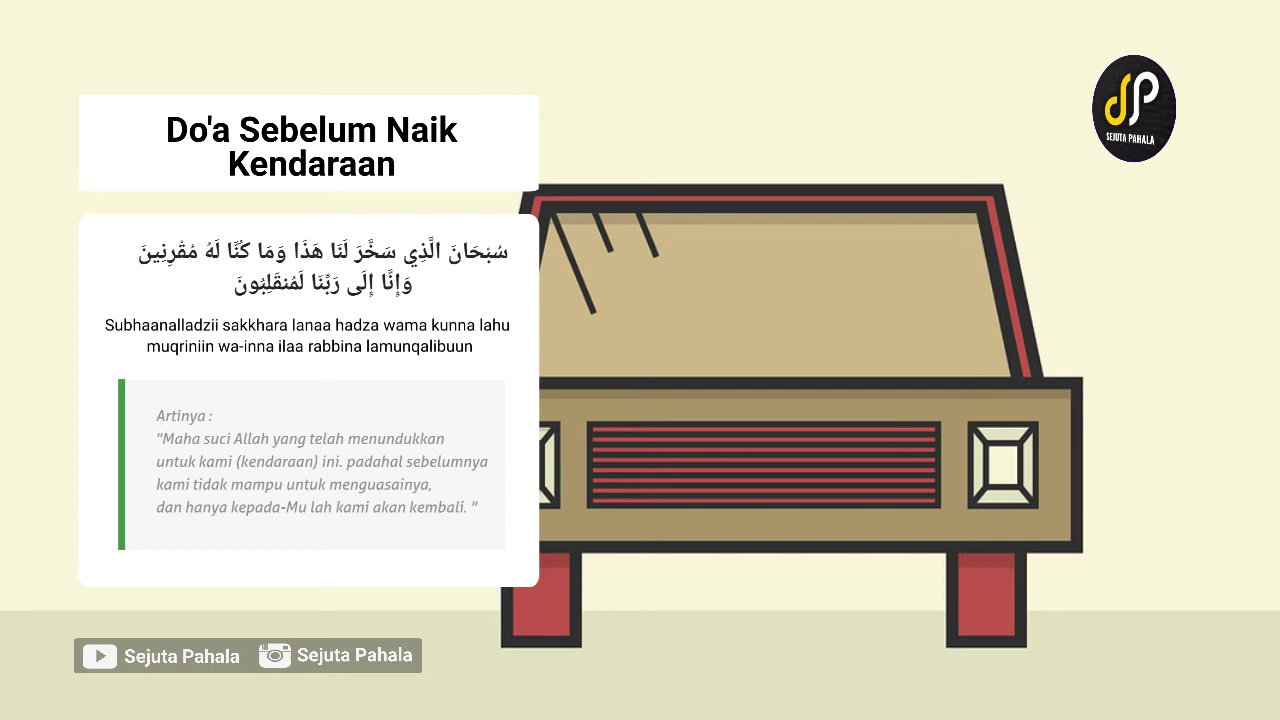 Do'a Sebelum Naik
Kendaraan
سُبْحَانَ الَّذِي سَخَّرَ لَنَا هَذَا وَمَا كُنَّا لَهُ مُقْرِنِينَ
وَإِنَّا إِلَى رَبِّنَا لَمُنقَلِبُونَ
Subhaanalladzii sakkhara lanaa hadza wama kunna lahu
muqriniin wa-inna ilaa rabbina lamunqalibuun
Artinya :
"Maha suci Allah yang telah menundukkan
untuk kami (kendaraan) ini. padahal sebelumnya
kami tidak mampu untuk menguasainya,
dan hanya kepada-Mu lah kami akan kembali. "
SEJUTA PAHALA
Sejuta Pahala
Sejuta Pahala